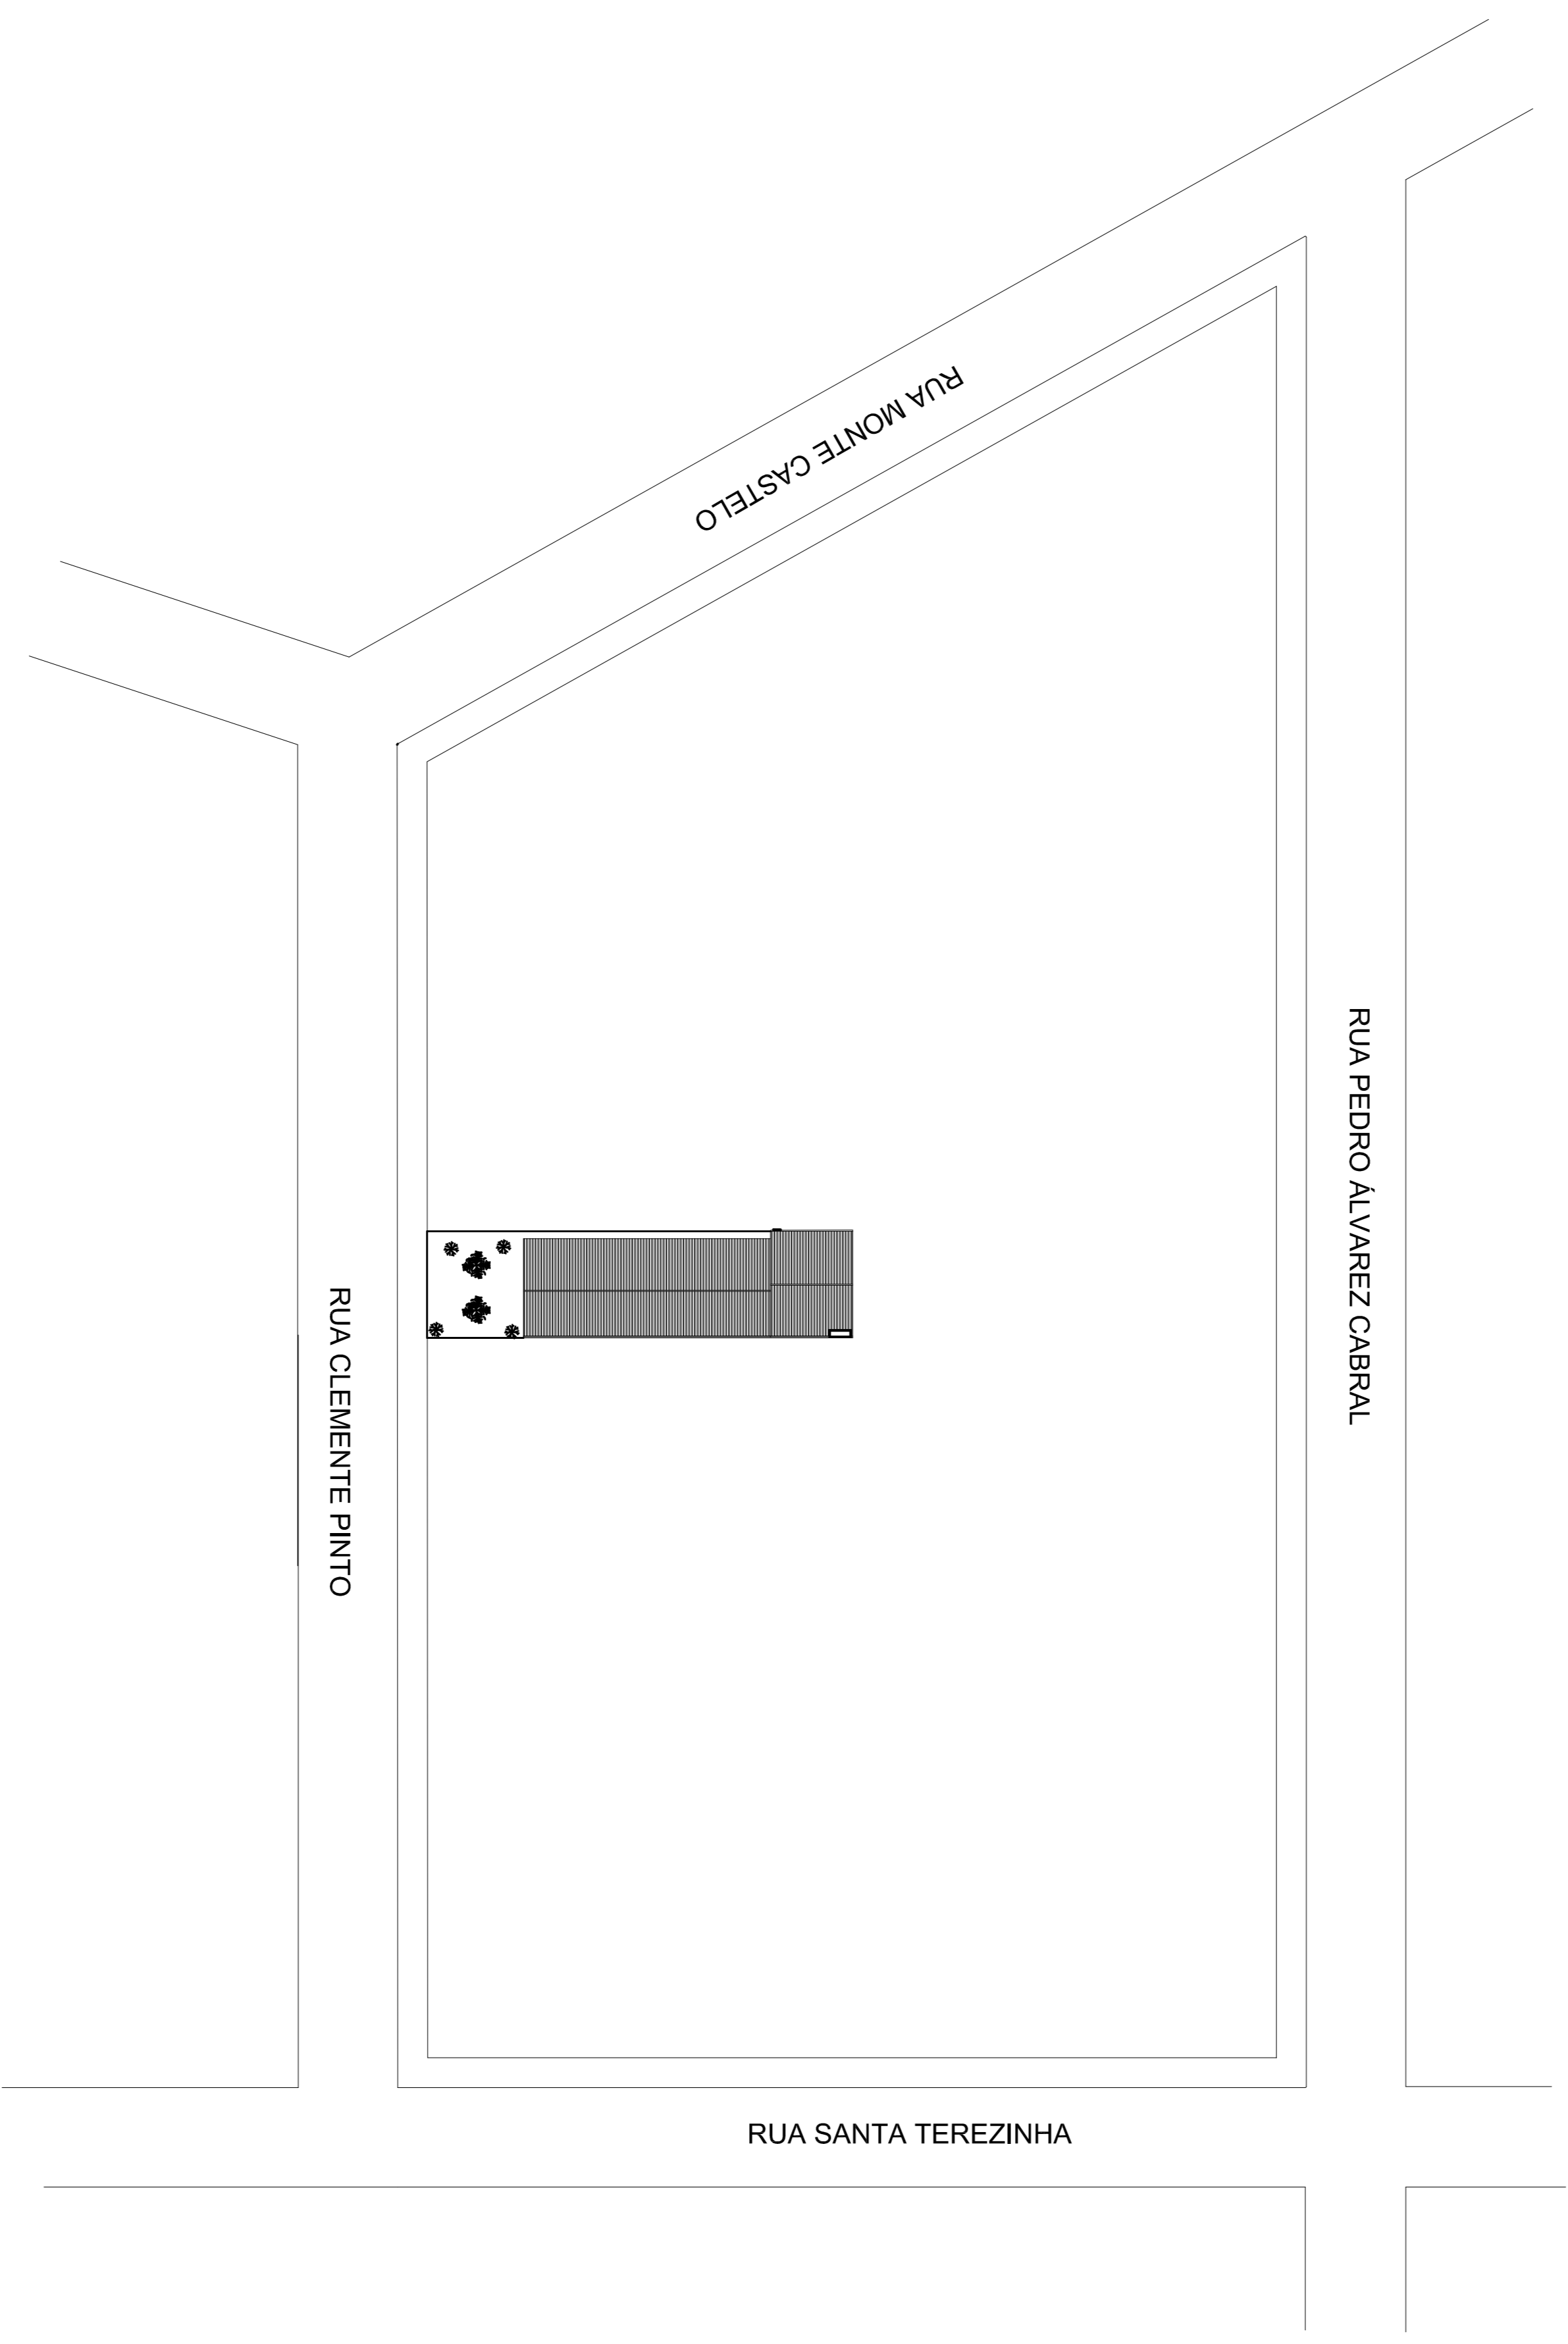 RUA MONTE CASTELO
RUA PEDRO ÁLVAREZ CABRAL
RUA CLEMENTE PINTO
RUA SANTA TEREZINHA